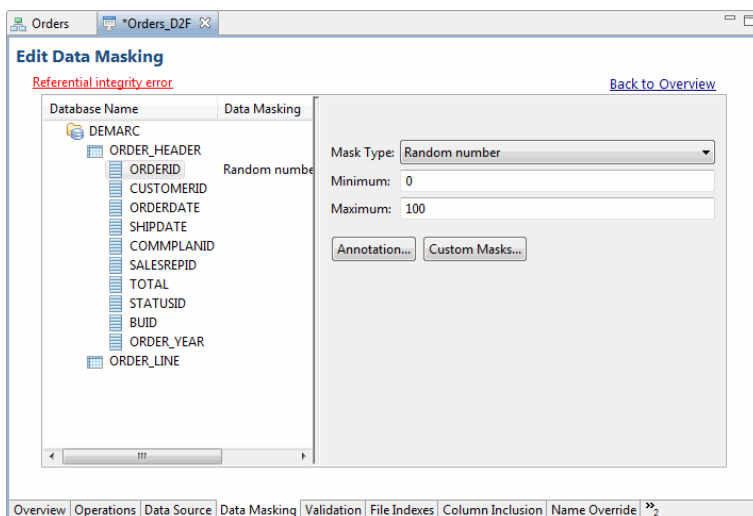 Orders *Orders_D2F
Edit Data Masking
Referential integrity error Back to Overview
Database Name Data Masking
DEMARC
ORDER_HEADER
Mask Type: Random number
ORDERID Random numbe
CUSTOMERID
Minimum: 0
ORDERDATE
Maximum: 100
SHIPDATE
COMMPLANID
Annotation... Custom Masks...
SALESREPID
TOTAL
STATUSID
BUID
ORDER_YEAR
ORDER_LINE
Overview Operations Data Source Data Masking Validation File Indexes Column Inclusion Name Override »2